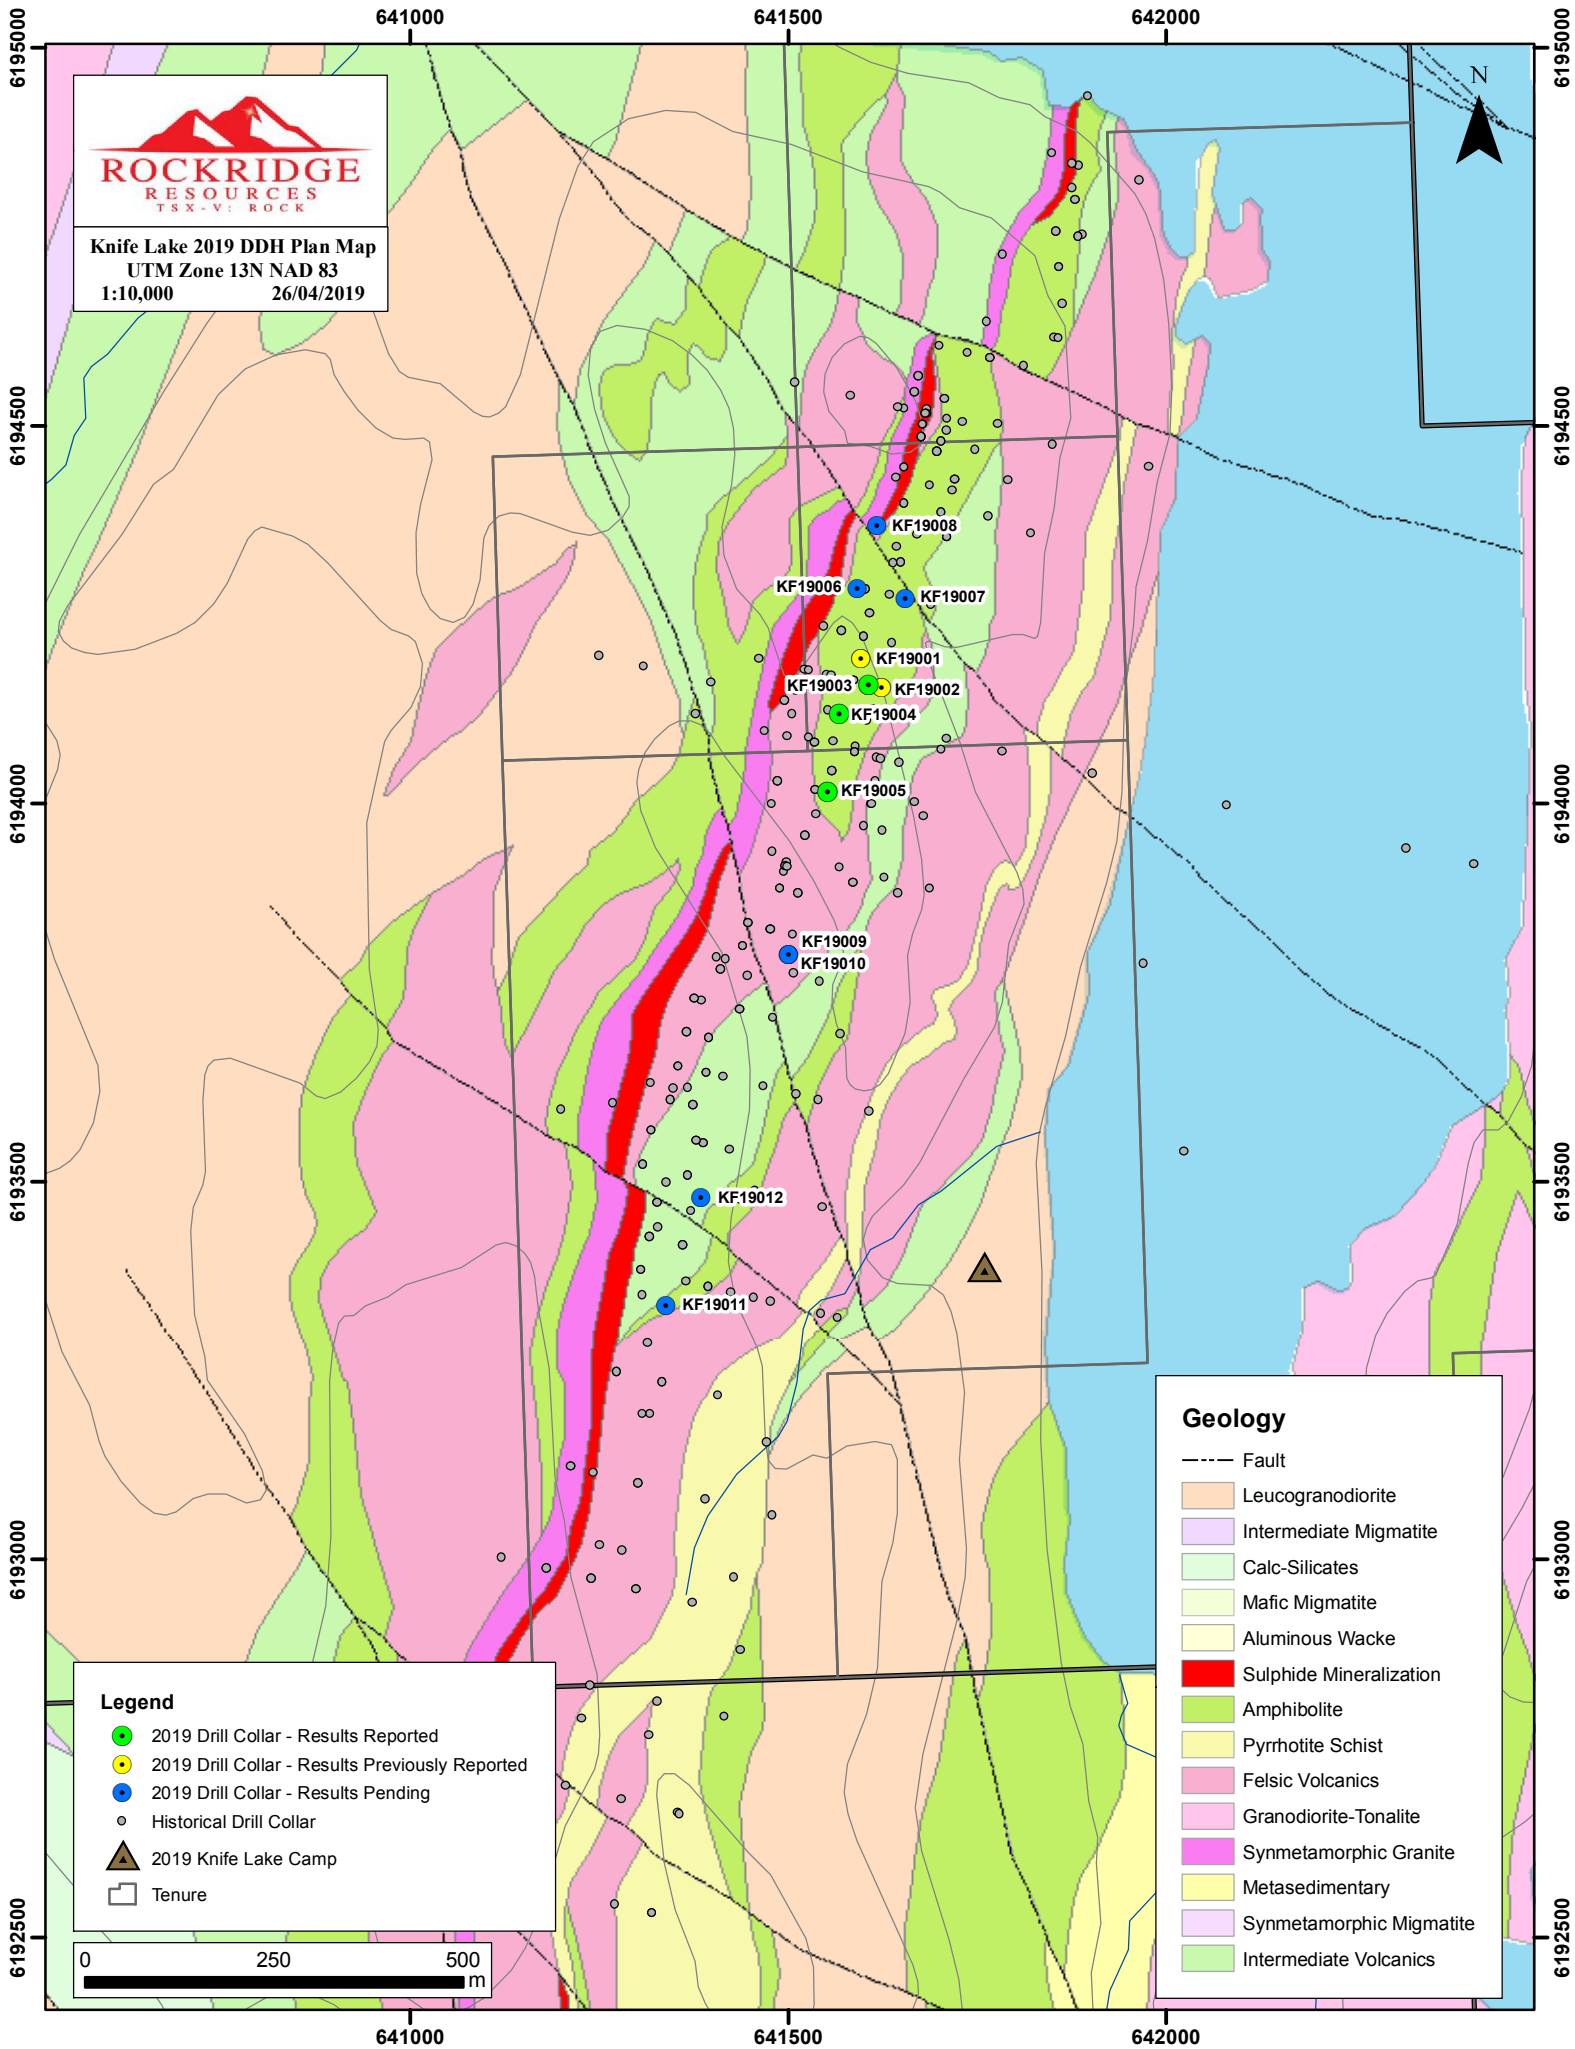 641000
641500
642000
6195000
6195000
N
ROCKRIDGE
RESOURCES
TSX-V: ROCK
Knife Lake 2019 DDH Plan Map
UTM Zone 13N NAD 83
1:10,000 26/04/2019
6194500
6194500
KF19008
KF19006
KF19007
KF19001
KF19003
KF19002
KF19004
6194000
6194000
KF19005
KF19009
KF19010
6193500
6193500
KF19012
KF19011
6193000
6193000
Geology
Fault
Leucogranodiorite
Intermediate Migmatite
Calc-Silicates
Mafic Migmatite
Aluminous Wacke
Sulphide Mineralization
Amphibolite
Pyrrhotite Schist
Felsic Volcanics
Granodiorite-Tonalite
Synmetamorphic Granite
Metasedimentary
Synmetamorphic Migmatite
Intermediate Volcanics
Legend
2019 Drill Collar - Results Reported
2019 Drill Collar - Results Previously Reported
2019 Drill Collar - Results Pending
Historical Drill Collar
2019 Knife Lake Camp
Tenure
6192500
6192500
0 250 500
m
641000
641500
642000